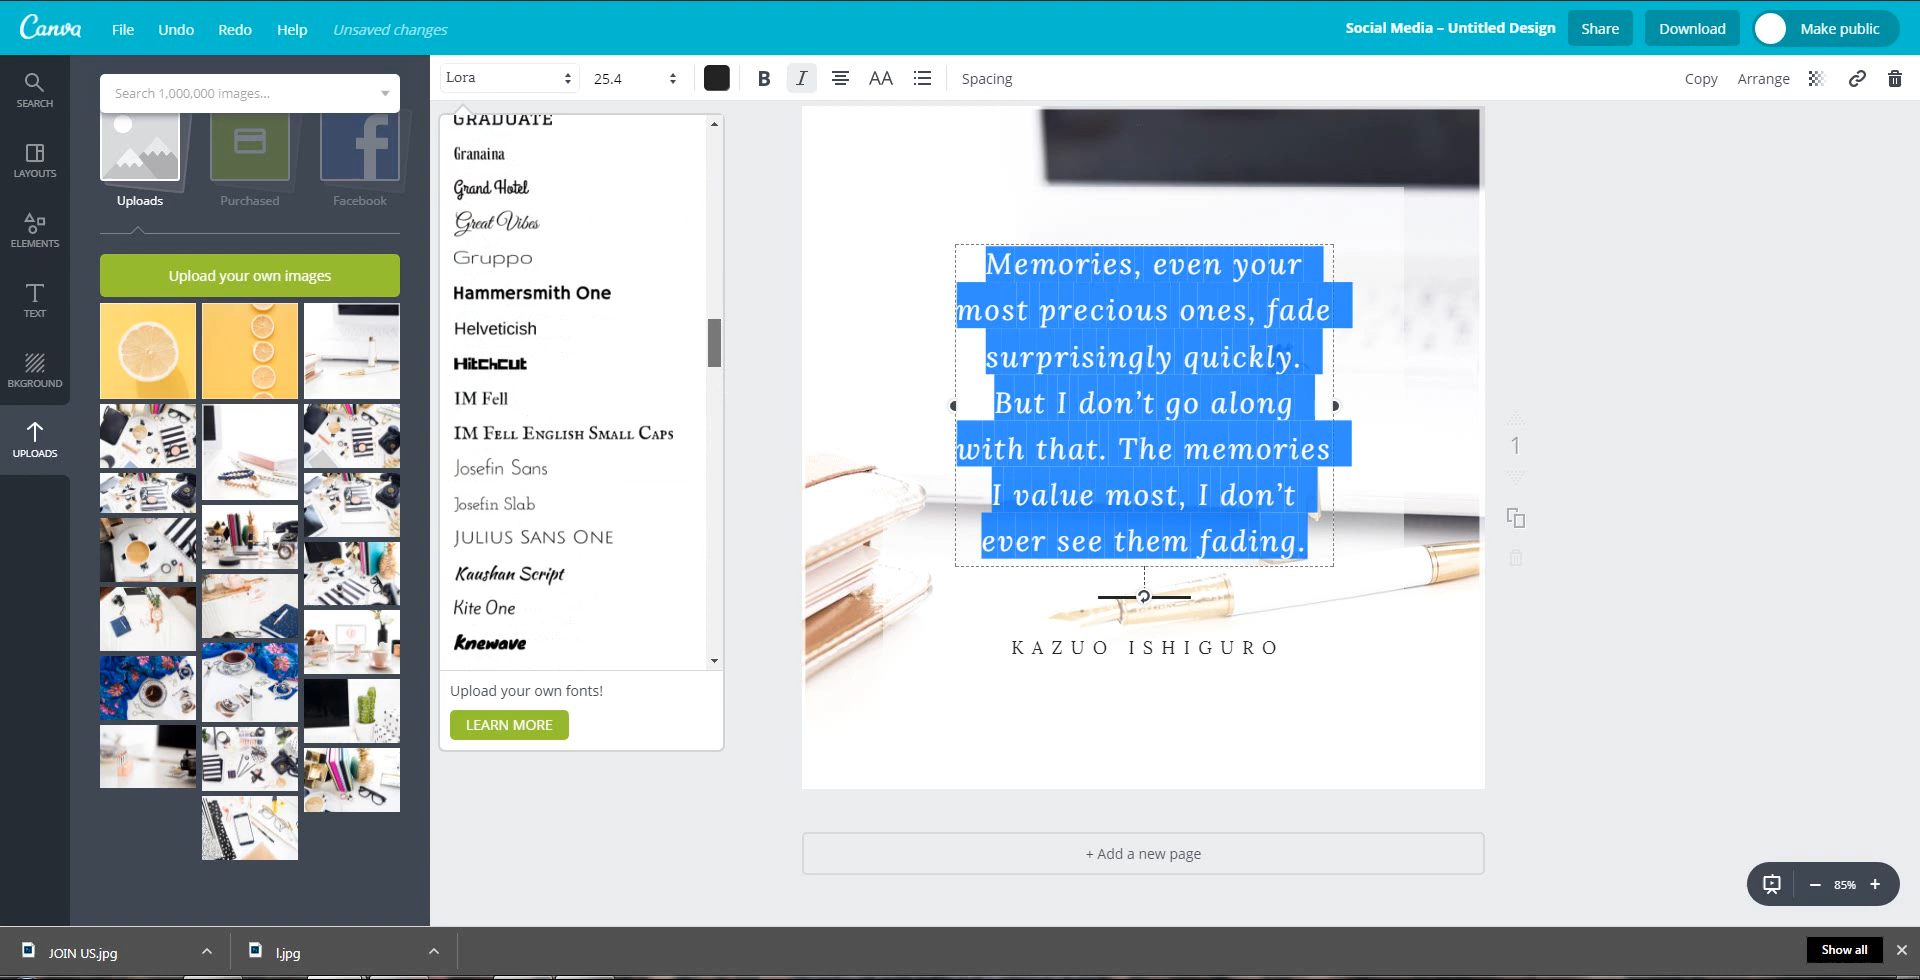 Canva
File
Undo
Redo
Help
Unsaved changes
Social Media – Untitled Design
Share
Download
Make public
SEARCH
LAYOUTS
ELEMENTS
TEXT
BKGROUND
UPLOADS
Search 1,000,000 images...
Uploads
Purchased
Facebook
Upload your own images
Lora
25.4
B
I
AA
Spacing
Copy
Arrange
GRADUATE
Granaina
Grand Hotel
Great Vibes
Gruppo
Hammersmith One
Helveticish
Hitchcut
IM Fell
IM FELL ENGLISH SMALL CAPS
Josefin Sans
Josefin Slab
JULIUS SANS ONE
Kaushan Script
Kite One
Knewave
Upload your own fonts!
LEARN MORE
Memories, even your
most precious ones, fade
surprisingly quickly.
But I don’t go along
with that. The memories
I value most, I don’t
ever see them fading.
KAZUO ISHIGURO
1
+ Add a new page
85%
JOIN US.jpg
l.jpg
Show all